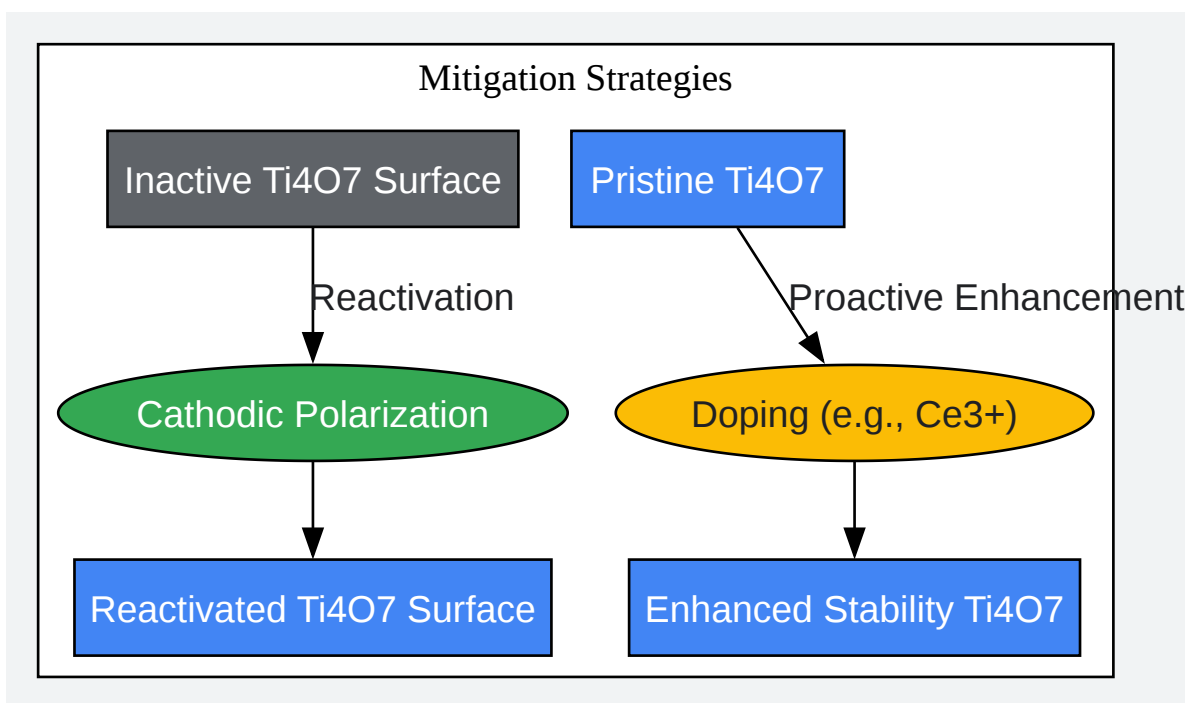 Mitigation Strategies
Inactive Ti4O7 Surface
Pristine Ti4O7
Reactivation
Proactive Enhancement
Cathodic Polarization
Doping (e.g., Ce3+)
Reactivated Ti4O7 Surface
Enhanced Stability Ti4O7